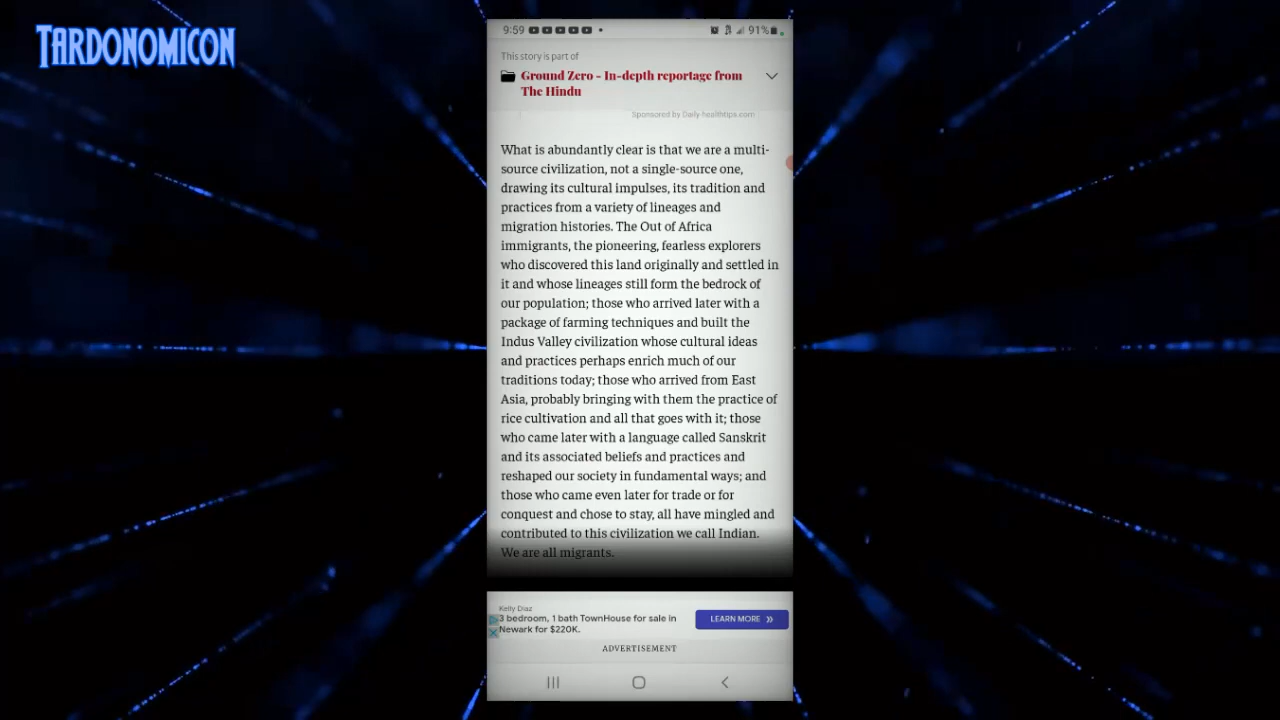 TARDONOMICON
9:59
91%
This story is part of
Ground Zero - In-depth reportage from
The Hindu
Sponsored by Daily-healthtips.com
What is abundantly clear is that we are a multi-
source civilization, not a single-source one,
drawing its cultural impulses, its tradition and
practices from a variety of lineages and
migration histories. The Out of Africa
immigrants, the pioneering, fearless explorers
who discovered this land originally and settled in
it and whose lineages still form the bedrock of
our population; those who arrived later with a
package of farming techniques and built the
Indus Valley civilization whose cultural ideas
and practices perhaps enrich much of our
traditions today; those who arrived from East
Asia, probably bringing with them the practice of
rice cultivation and all that goes with it; those
who came later with a language called Sanskrit
and its associated beliefs and practices and
reshaped our society in fundamental ways; and
those who came even later for trade or for
conquest and chose to stay, all have mingled and
contributed to this civilization we call Indian.
We are all migrants.
Kelly Diaz
3 bedroom, 1 bath TownHouse for sale in
Newark for $220K.
LEARN MORE
ADVERTISEMENT